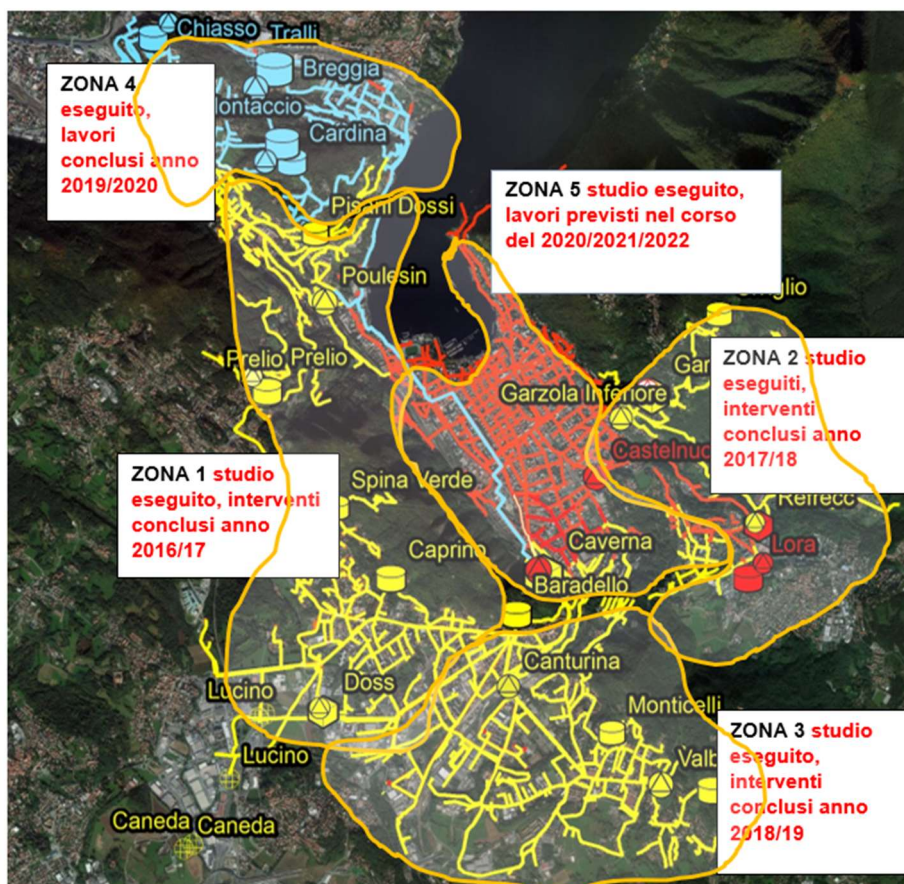 Chiasso Tralli
Breggia
ZONA 4
eseguito,
lavori
conclusi anno
2019/2020
Cardina
ZONA 5 studio eseguito,
lavori previsti nel corso
del 2020/2021/2022
Pisani Dossi
Poulesin
Prelio Prelio
Garzola Inferiore
ZONA 2 studio
eseguiti,
interventi
conclusi anno
2017/18
ZONA 1 studio
eseguito, interventi
conclusi anno
2016/17
Spina Verde
Refrecc
Lora
Caprino
Caverna
Baradello
Canturina
Doss
Lucino
Monticelli
Lucino
ZONA 3 studio
eseguito,
interventi
conclusi anno
2018/19
Caneda Caneda